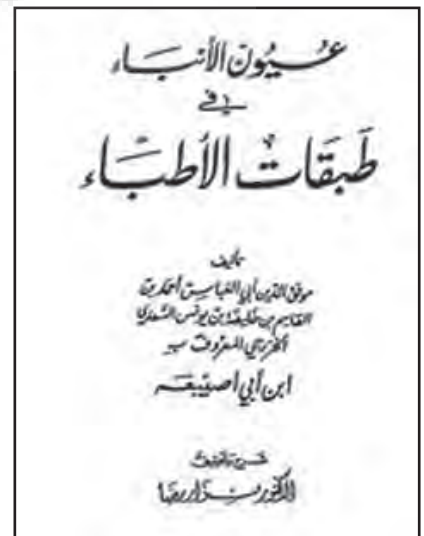 عيون الأنباء
في
طبقات الأطباء
تأليف
موفق الدين أبي العباس أحمد بن
القاسم بن خليفة بن يونس السعدي
الخزرجي المعروف بـ
ابن أبي أصيبعة
شرح وتحقيق
الدكتور نزار رضا